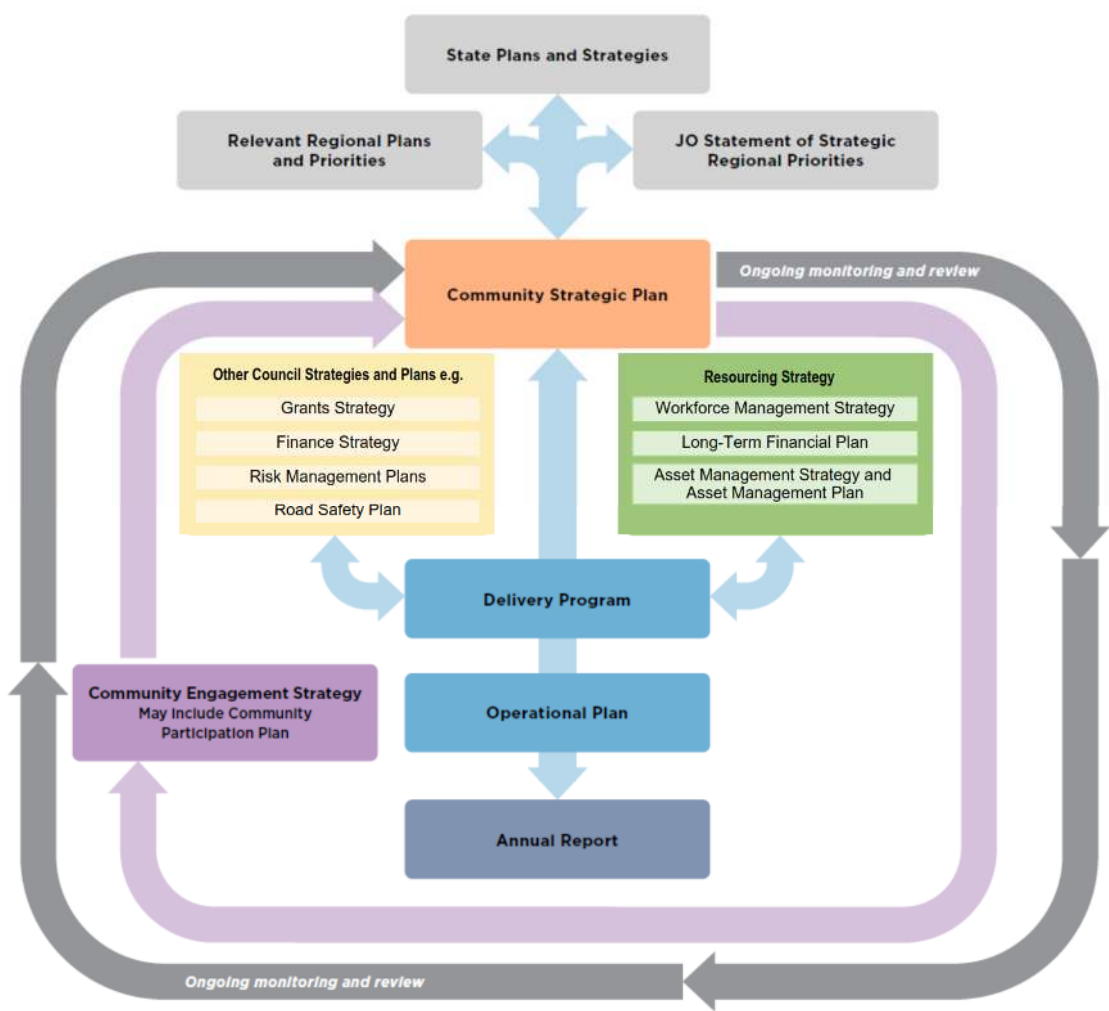 State Plans and Strategies
Relevant Regional Plans
and Priorities
JO Statement of Strategic
Regional Priorities
Community Strategic Plan
Ongoing monitoring and review
Other Council Strategies and Plans e.g.
Grants Strategy
Finance Strategy
Risk Management Plans
Road Safety Plan
Resourcing Strategy
Workforce Management Strategy
Long-Term Financial Plan
Asset Management Strategy and
Asset Management Plan
Delivery Program
Community Engagement Strategy
May Include Community
Participation Plan
Operational Plan
Annual Report
Ongoing monitoring and review